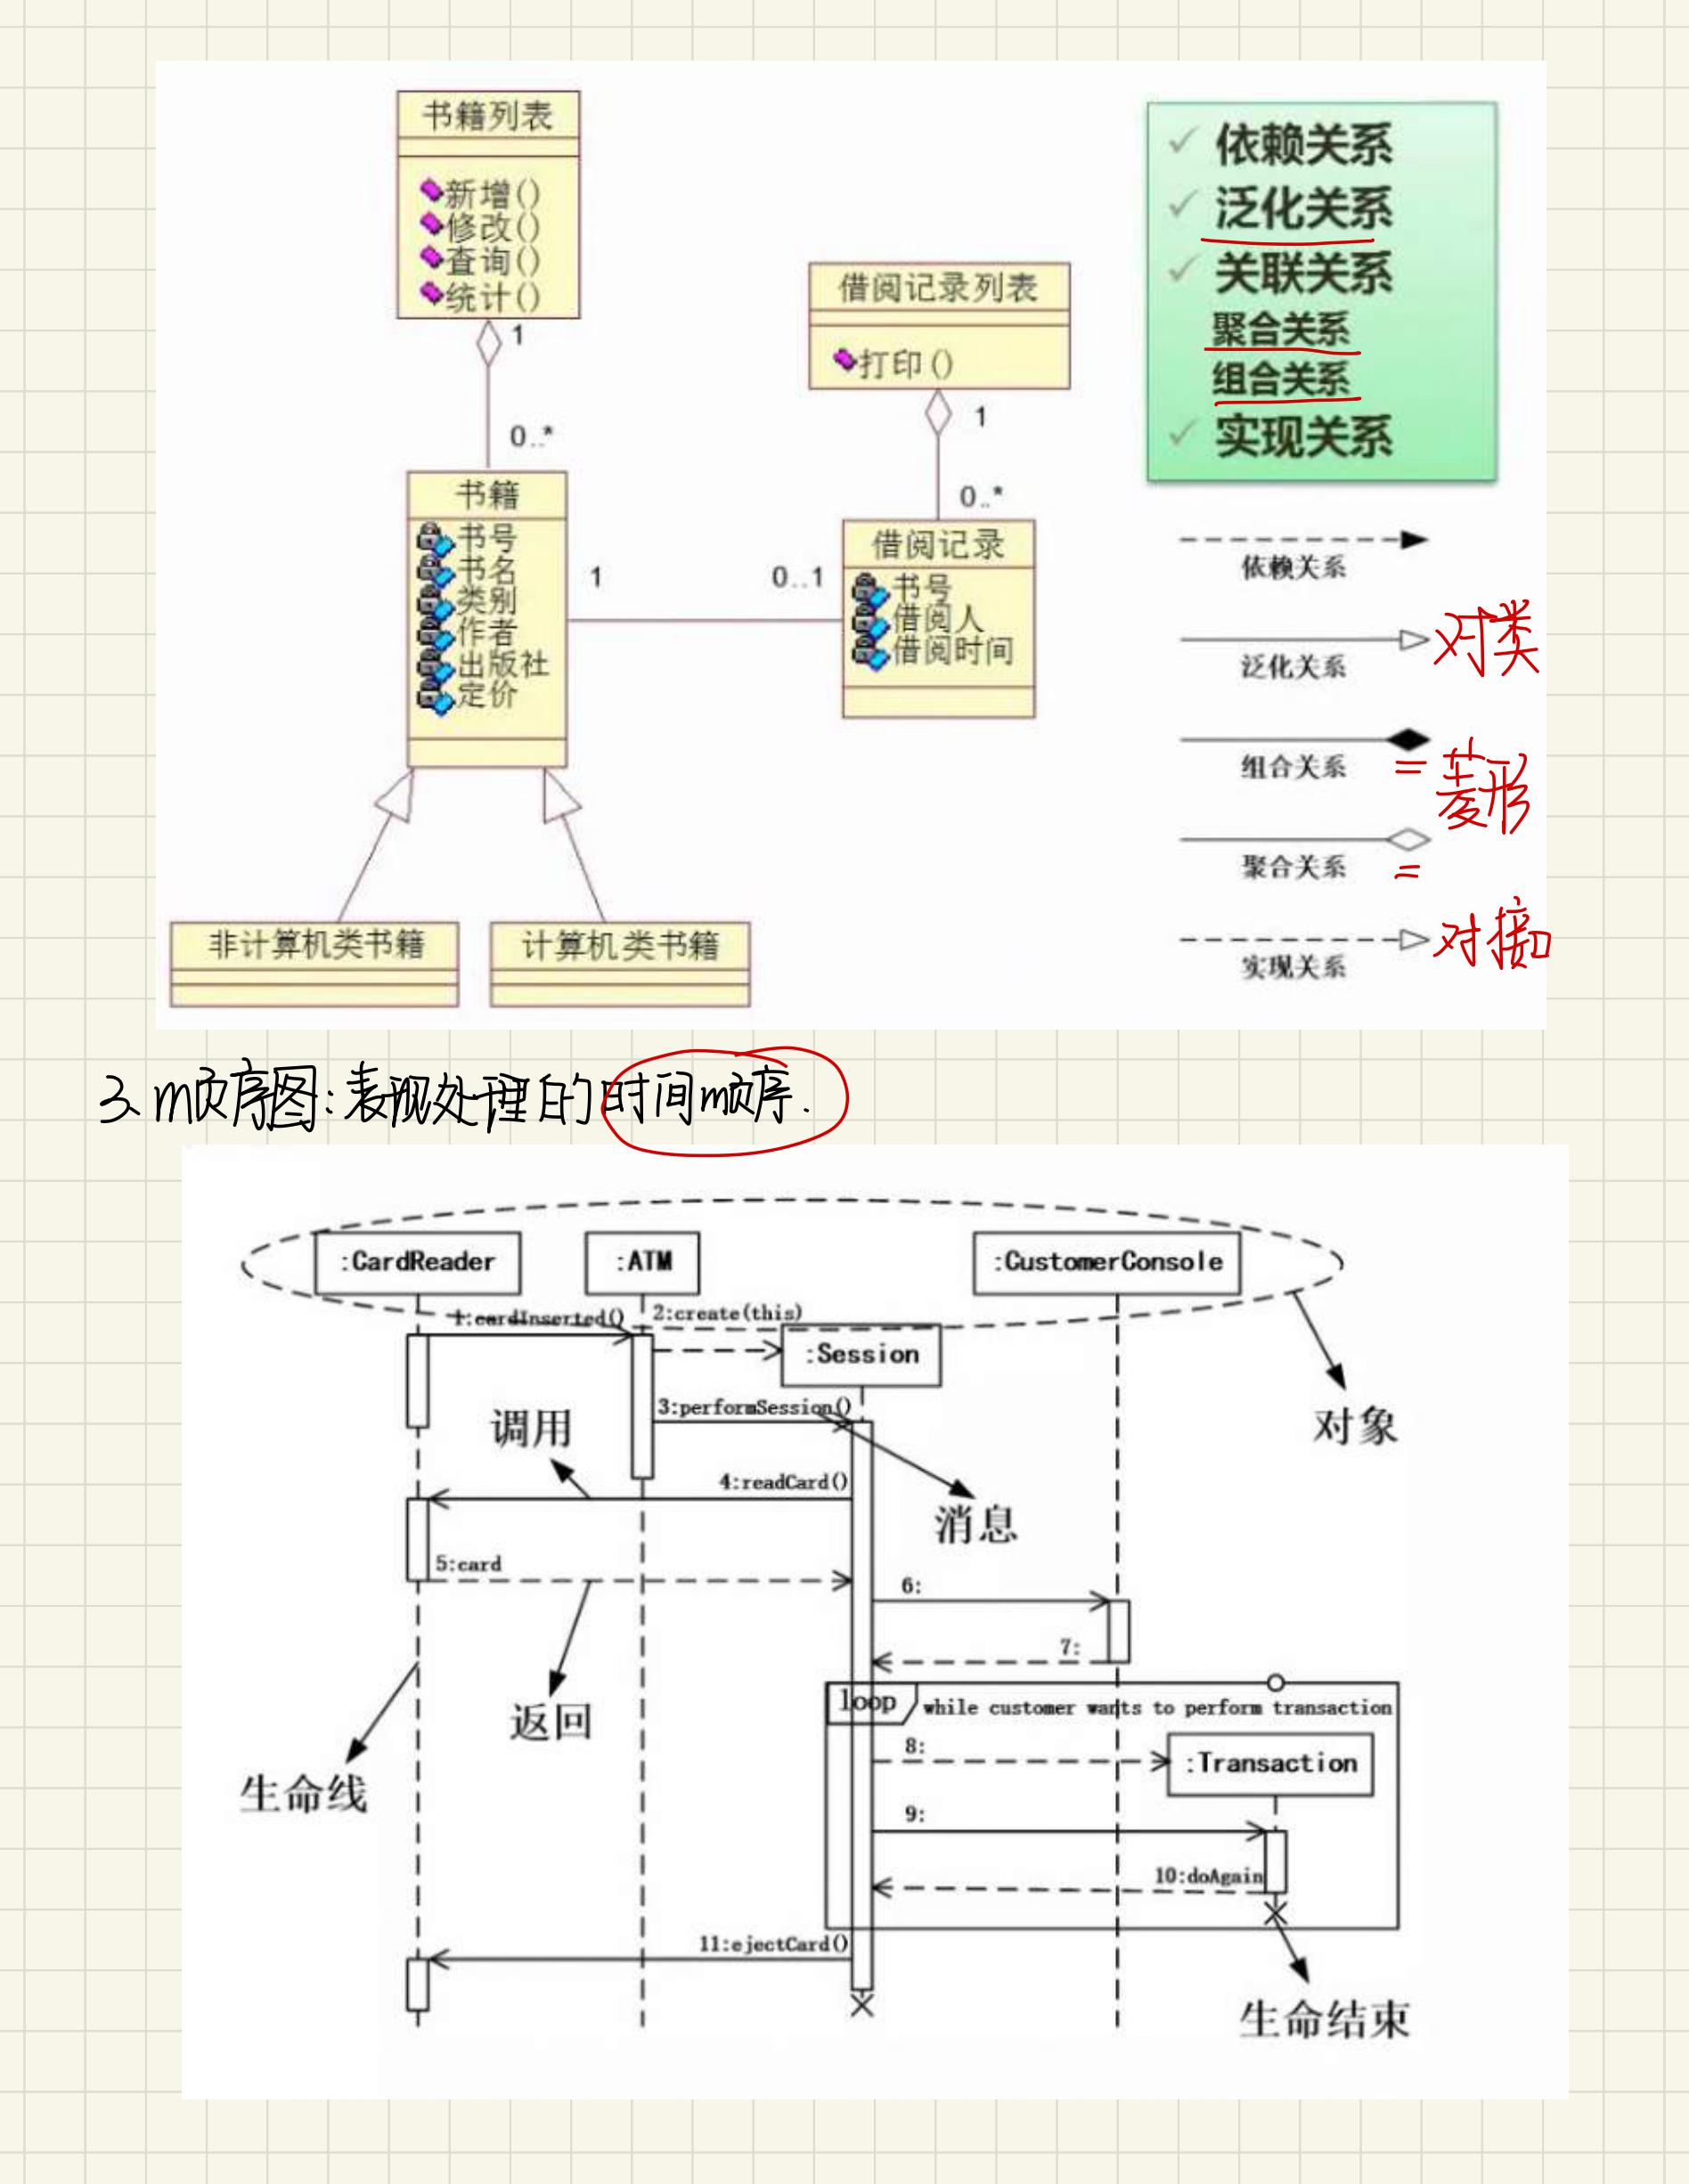 书籍列表
新增()
修改()
查询()
统计()
1
0..*
书籍
书号
书名
类别
作者
出版社
定价
1
0..1
借阅记录列表
打印()
1
0..*
借阅记录
书号
借阅人
借阅时间
非计算机类书籍
计算机类书籍
依赖关系
泛化关系
关联关系
聚合关系
组合关系
实现关系
依赖关系
泛化关系
对类
组合关系
菱形
聚合关系
实现关系
对接口
3.顺序图:表现处理的时间顺序.
:CardReader
:ATM
:CustomerConsole
1:cardInserted()
2:create(this)
:Session
3:performSession()
调用
对象
4:readCard()
消息
5:card
6:
7:
返回
loop
while customer wants to perform transaction
8:
:Transaction
生命线
9:
10:doAgain
11:ejectCard()
生命结束